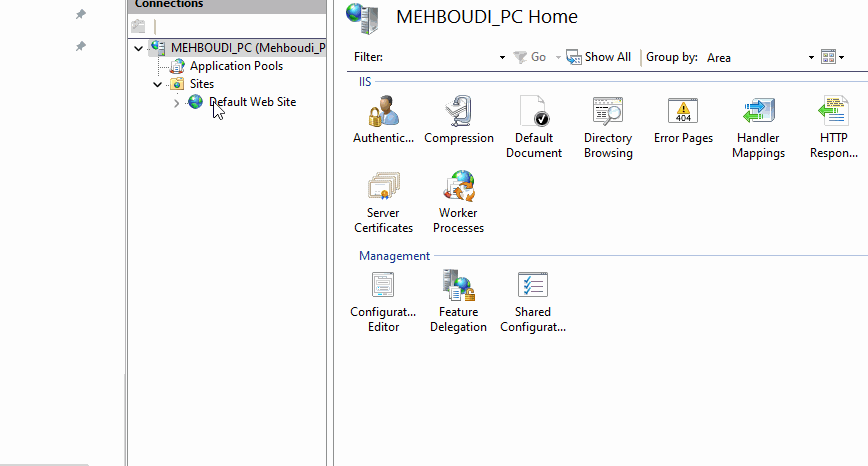 Connections
MEHBOUDI_PC (Mehboudi_P
Application Pools
Sites
Default Web Site
MEHBOUDI_PC Home
Filter:
Go
Show All
Group by:
Area
IIS
Authentic...
Compression
Default
Document
Directory
Browsing
404
Error Pages
Handler
Mappings
HTTP
Respon...
Server
Certificates
Worker
Processes
Management
Configurat...
Editor
Feature
Delegation
Shared
Configurat...